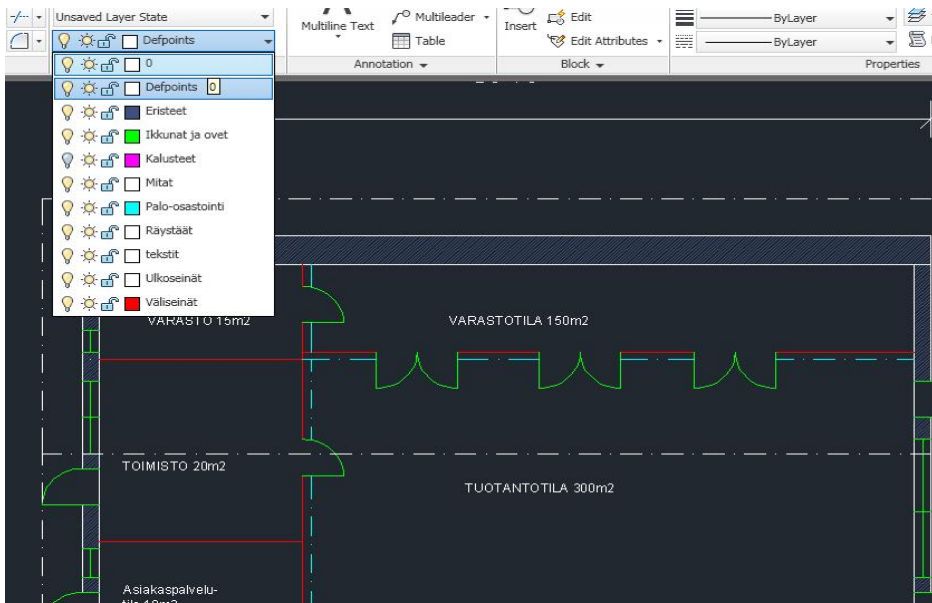 Unsaved Layer State
Multiline Text
Multileader
Table
Insert
Edit
Edit Attributes
ByLayer
ByLayer
Defpoints
Annotation
Block
Properties
0
Defpoints 0
Eristeet
Ikkunat ja ovet
Kalusteet
Mitat
Palo-osastointi
Räystäät
tekstit
Ulkoseinät
Väliseinät
VARASTO 15m2
VARASTOTILA 150m2
TOIMISTO 20m2
TUOTANTOTILA 300m2
Asiakaspalvelu-